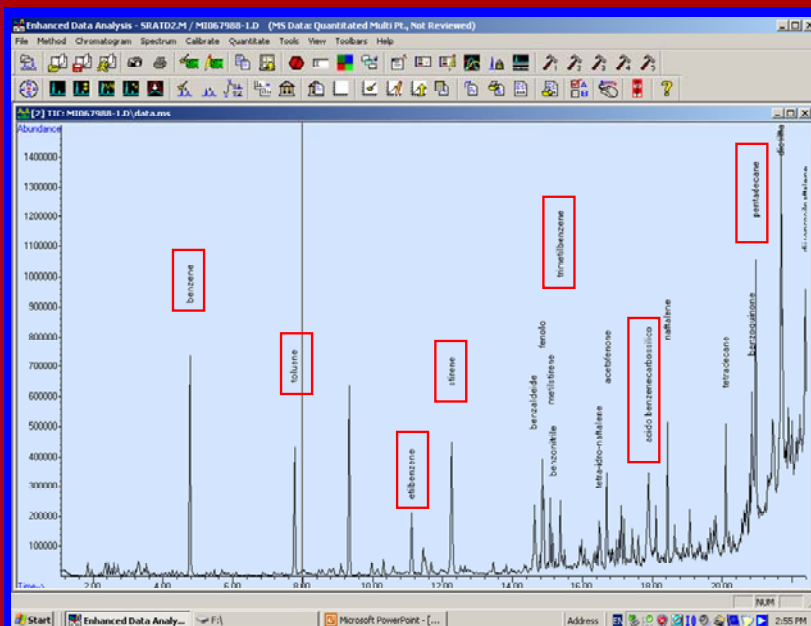 Enhanced Data Analysis - SRATD2.M / MI067988-1.D (MS Data: Quantitated Multi Pt., Not Reviewed)
File Method Chromatogram Spectrum Calibrate Quantitate Tools View Toolbars Help
[2] TIC: MI067988-1.D\data.ms
Abundance
1400000
1300000
1200000
1100000
1000000
900000
800000
700000
600000
500000
400000
300000
200000
100000
benzene
toluene
etilbenzene
stirene
benzaldeide
fenolo
benzonitrile
metilstirene
trimetilbenzene
tetra-idro-naftalene
acetofenone
acido benzenecarbossilico
naftalene
tetradecano
benzoquinone
pentadecane
Time-->
2.00 4.00 6.00 8.00 10.00 12.00 14.00 16.00 18.00 20.00
NUM
Start Enhanced Data Analy... F:\ Microsoft PowerPoint - [... Address 2:55 PM